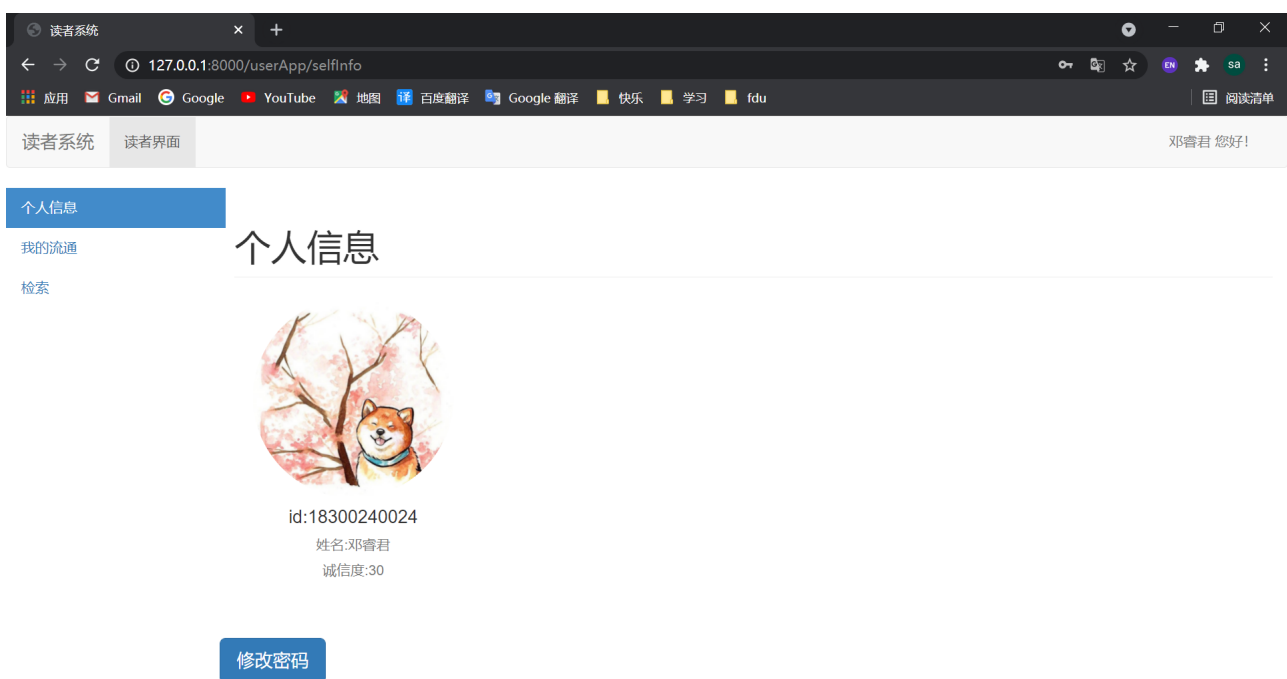 读者系统
127.0.0.1:8000/userApp/selfInfo
EN
sa
应用 Gmail Google YouTube 地图 译 百度翻译 Google 翻译 快乐 学习 fdu 阅读清单
读者系统 读者界面 邓睿君 您好!
个人信息
我的流通
检索
个人信息
id:18300240024
姓名:邓睿君
诚信度:30
修改密码